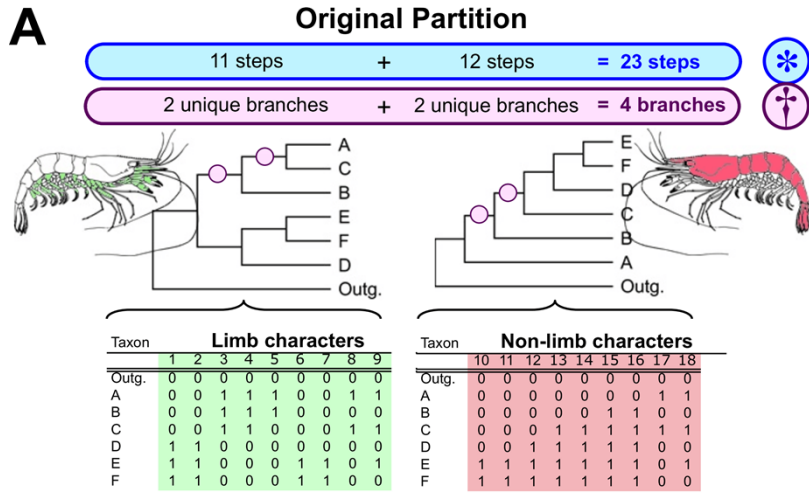 A
Original Partition
11 steps + 12 steps = 23 steps *
2 unique branches + 2 unique branches = 4 branches †
A
C
B
E
F
D
Outg.
E
F
D
C
B
A
Outg.
Taxon Limb characters
1 2 3 4 5 6 7 8 9
Outg. 0 0 0 0 0 0 0 0 0
A 0 0 1 1 1 0 0 1 1
B 0 0 1 1 1 0 0 0 0
C 0 0 1 1 0 0 0 1 1
D 1 1 0 0 0 0 0 0 0
E 1 1 0 0 0 1 1 0 1
F 1 1 0 0 0 1 1 0 0
Taxon Non-limb characters
10 11 12 13 14 15 16 17 18
Outg. 0 0 0 0 0 0 0 0 0
A 0 0 0 0 0 0 0 1 1
B 0 0 0 0 0 1 1 0 0
C 0 0 0 1 1 1 1 1 1
D 0 0 1 1 1 1 1 0 0
E 1 1 1 1 1 1 1 0 0
F 1 1 1 1 1 1 1 0 0